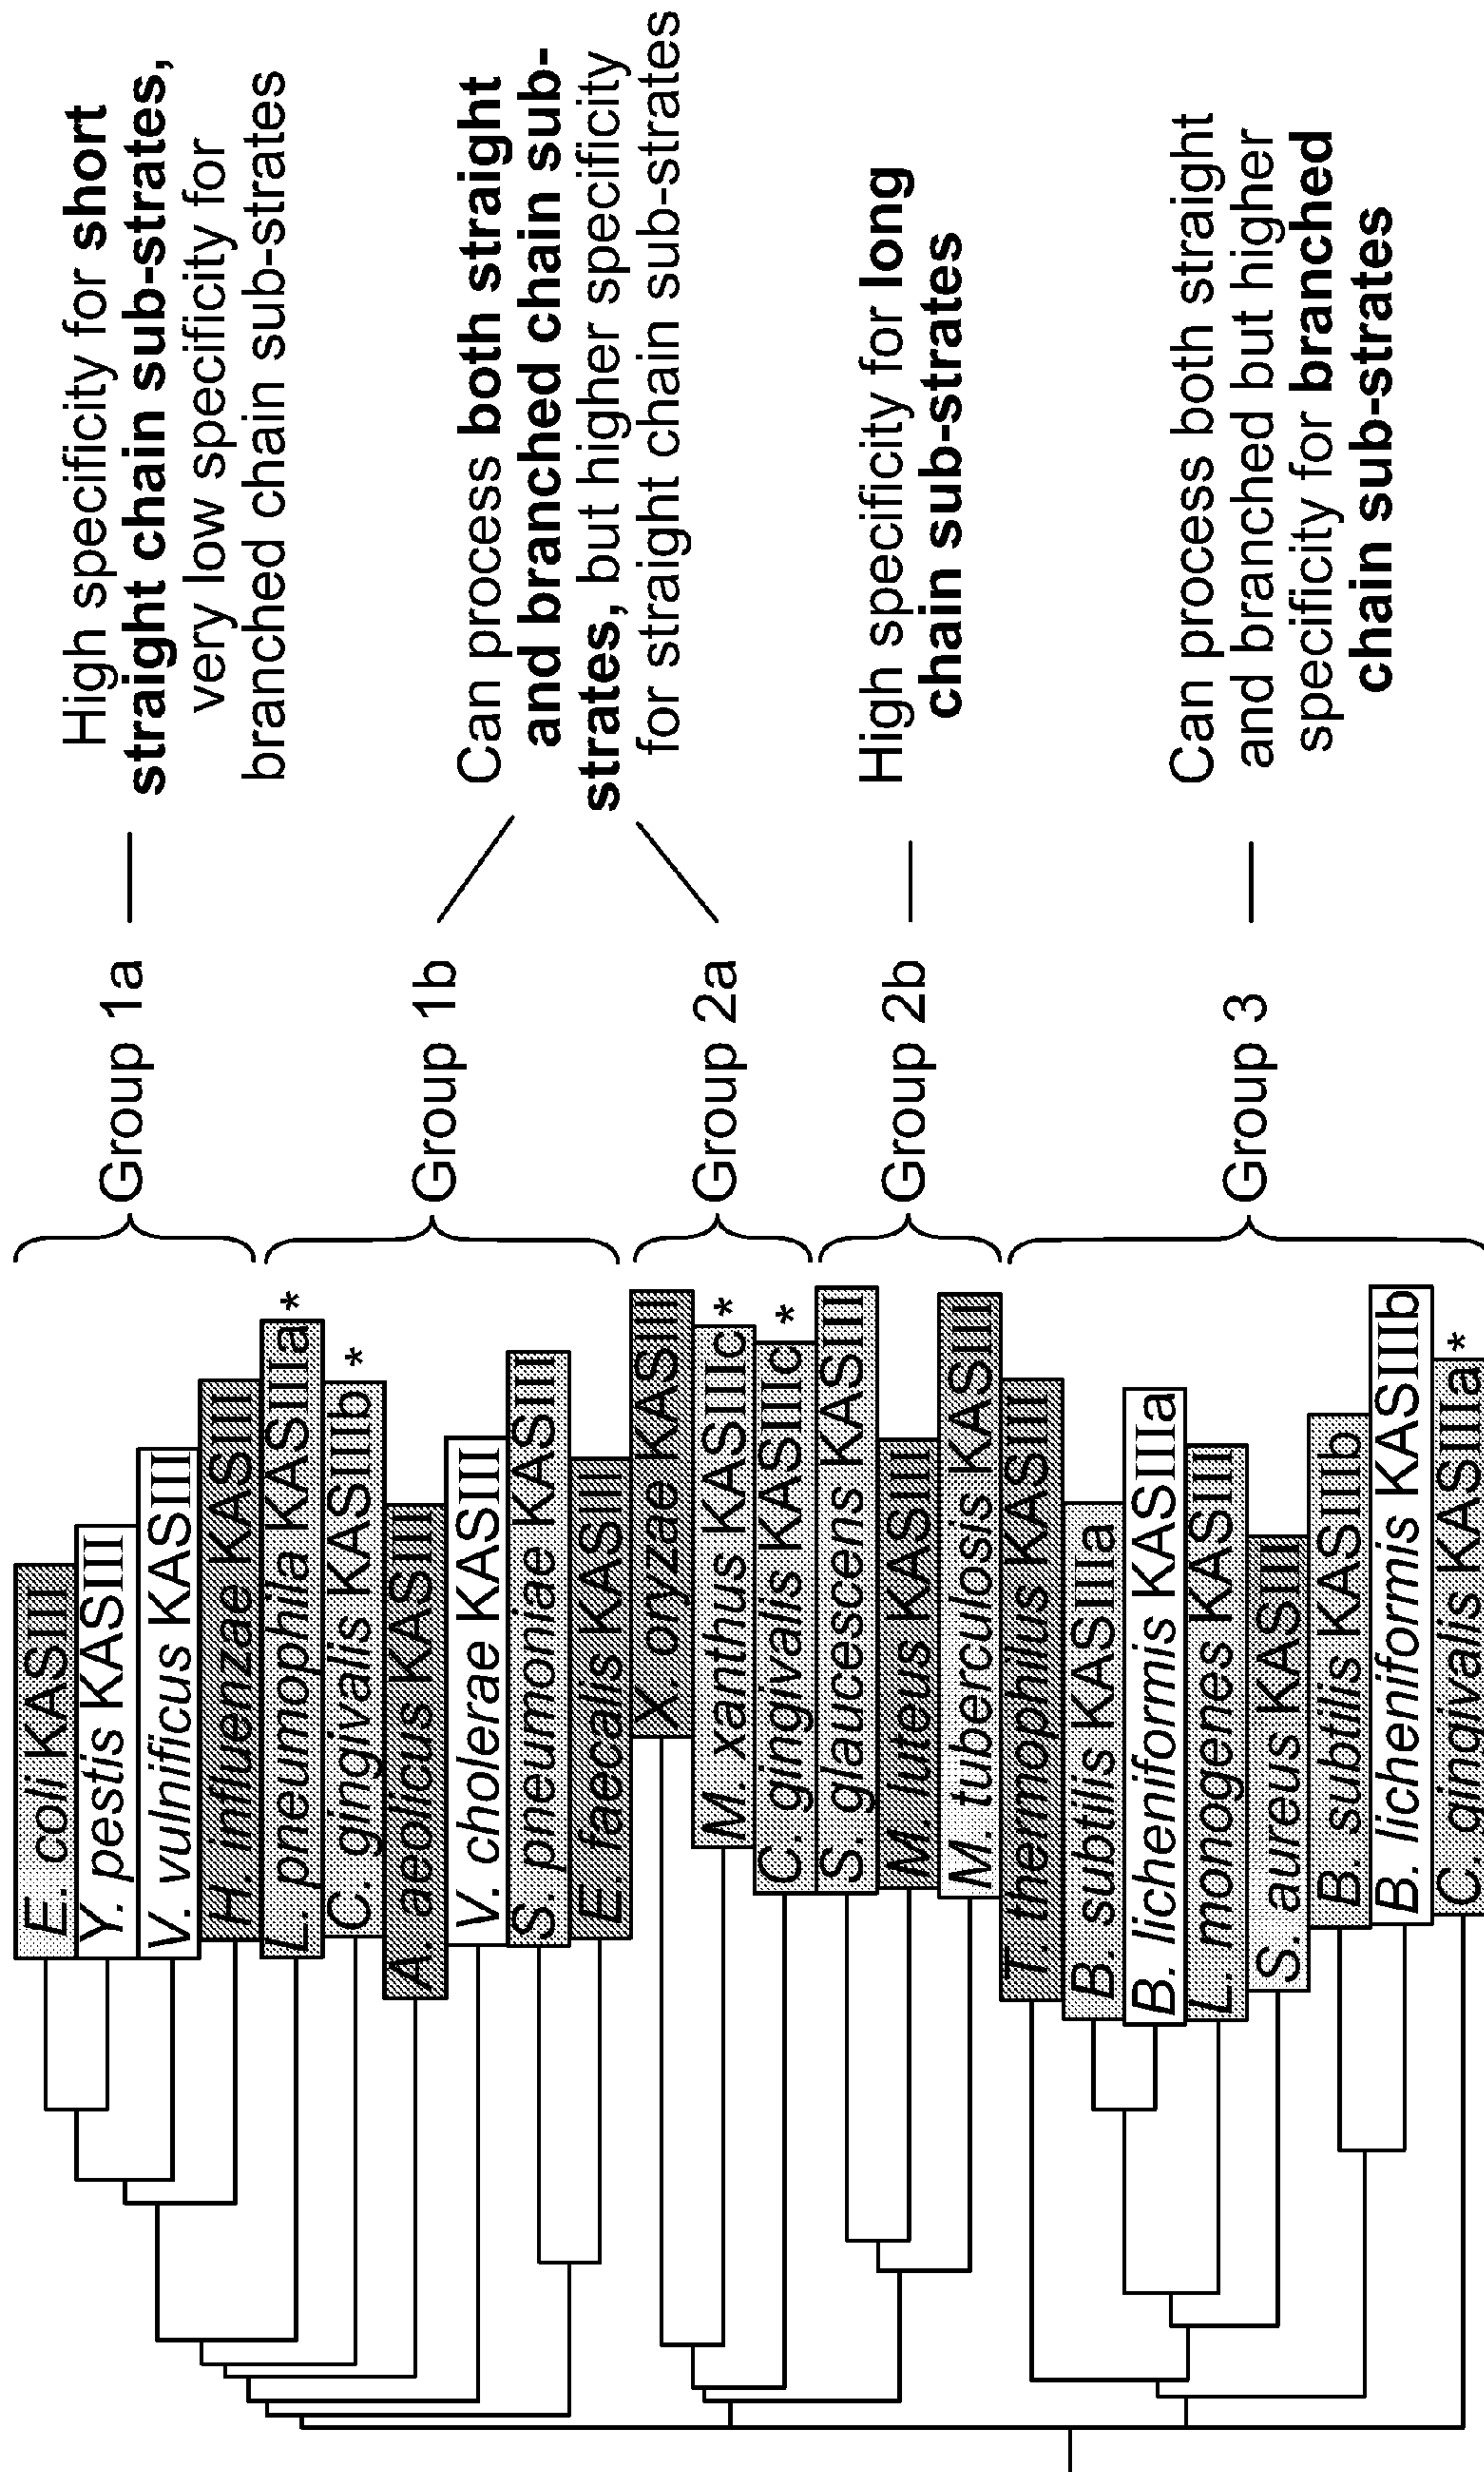 E. coli KASIII
Y. pestis KASIII
V. vulnificus KASIII
H. influenzae KASIII
L. pneumophila KASIIIa *
C. gingivalis KASIIIb *
A. aeolicus KASIII
V. cholerae KASIII
S. pneumoniae KASIII
E. faecalis KASIII
X. oryzae KASIII
M. xanthus KASIIIc *
C. gingivalis KASIIIc *
S. glaucescens KASIII
M. luteus KASIII
M. tuberculosis KASIII
T. thermophilus KASIII
B. subtilis KASIIIa
B. licheniformis KASIIIa
L. monogenes KASIII
S. aureus KASIII
B. subtilis KASIIIb
B. licheniformis KASIIIb
C. gingivalis KASIIIa *
Group 1a
Group 1b
Group 2a
Group 2b
Group 3
High specificity for short
straight chain sub-strates,
very low specificity for
branched chain sub-strates
Can process both straight
and branched chain sub-
strates, but higher specificity
for straight chain sub-strates
High specificity for long
chain sub-strates
Can process both straight
and branched but higher
specificity for branched
chain sub-strates